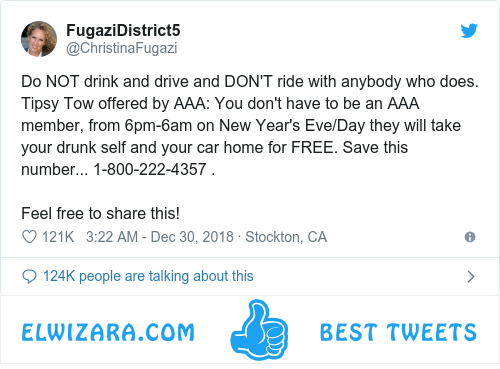 FugaziDistrict5
@ChristinaFugazi
Do NOT drink and drive and DON'T ride with anybody who does.
Tipsy Tow offered by AAA: You don't have to be an AAA
member, from 6pm-6am on New Year's Eve/Day they will take
your drunk self and your car home for FREE. Save this
number... 1-800-222-4357 .
Feel free to share this!
121K 3:22 AM - Dec 30, 2018 · Stockton, CA
124K people are talking about this
ELWIZARA.COM BEST TWEETS